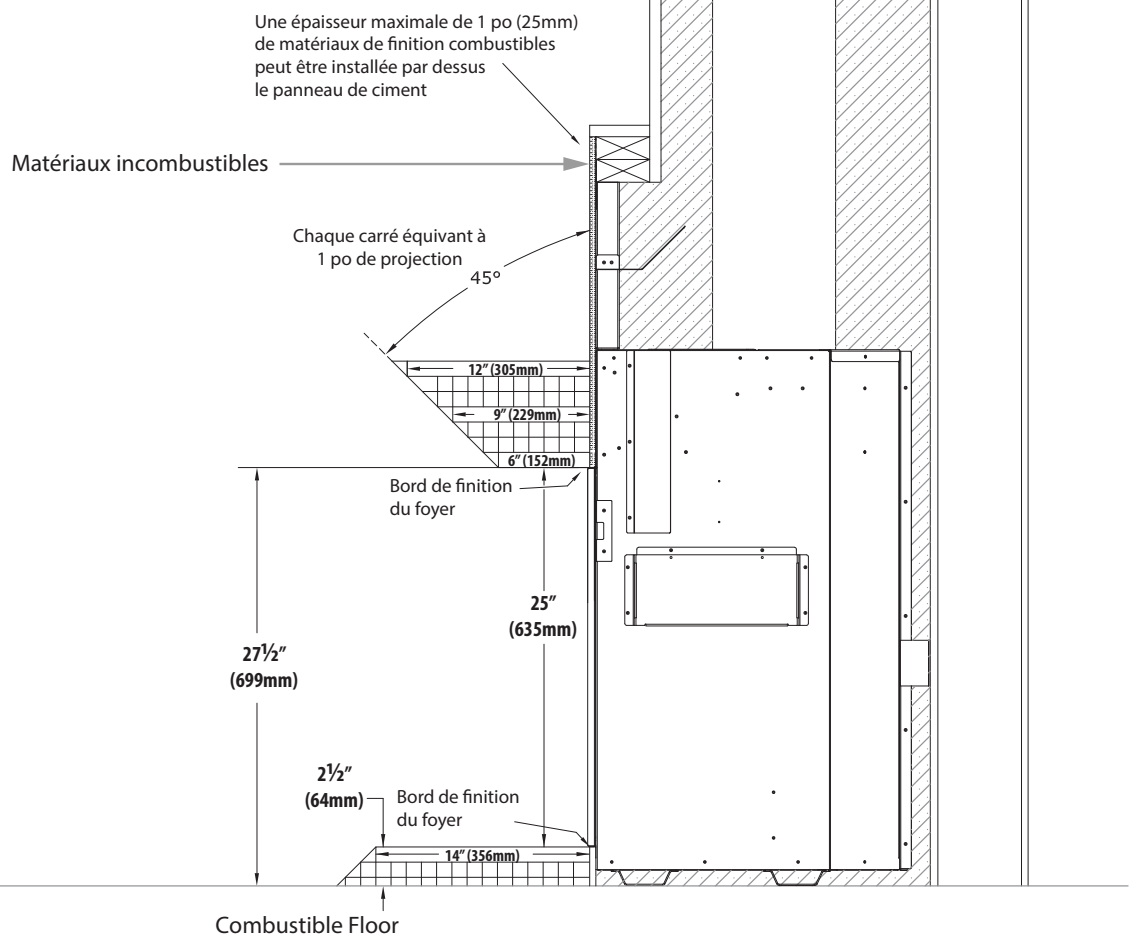 Une épaisseur maximale de 1 po (25mm)
de matériaux de finition combustibles
peut être installée par dessus
le panneau de ciment
Matériaux incombustibles
Chaque carré équivant à
1 po de projection
45°
12” (305mm)
9” (229mm)
6” (152mm)
Bord de finition
du foyer
25”
(635mm)
27½”
(699mm)
2½”
(64mm)
Bord de finition
du foyer
14” (356mm)
Combustible Floor